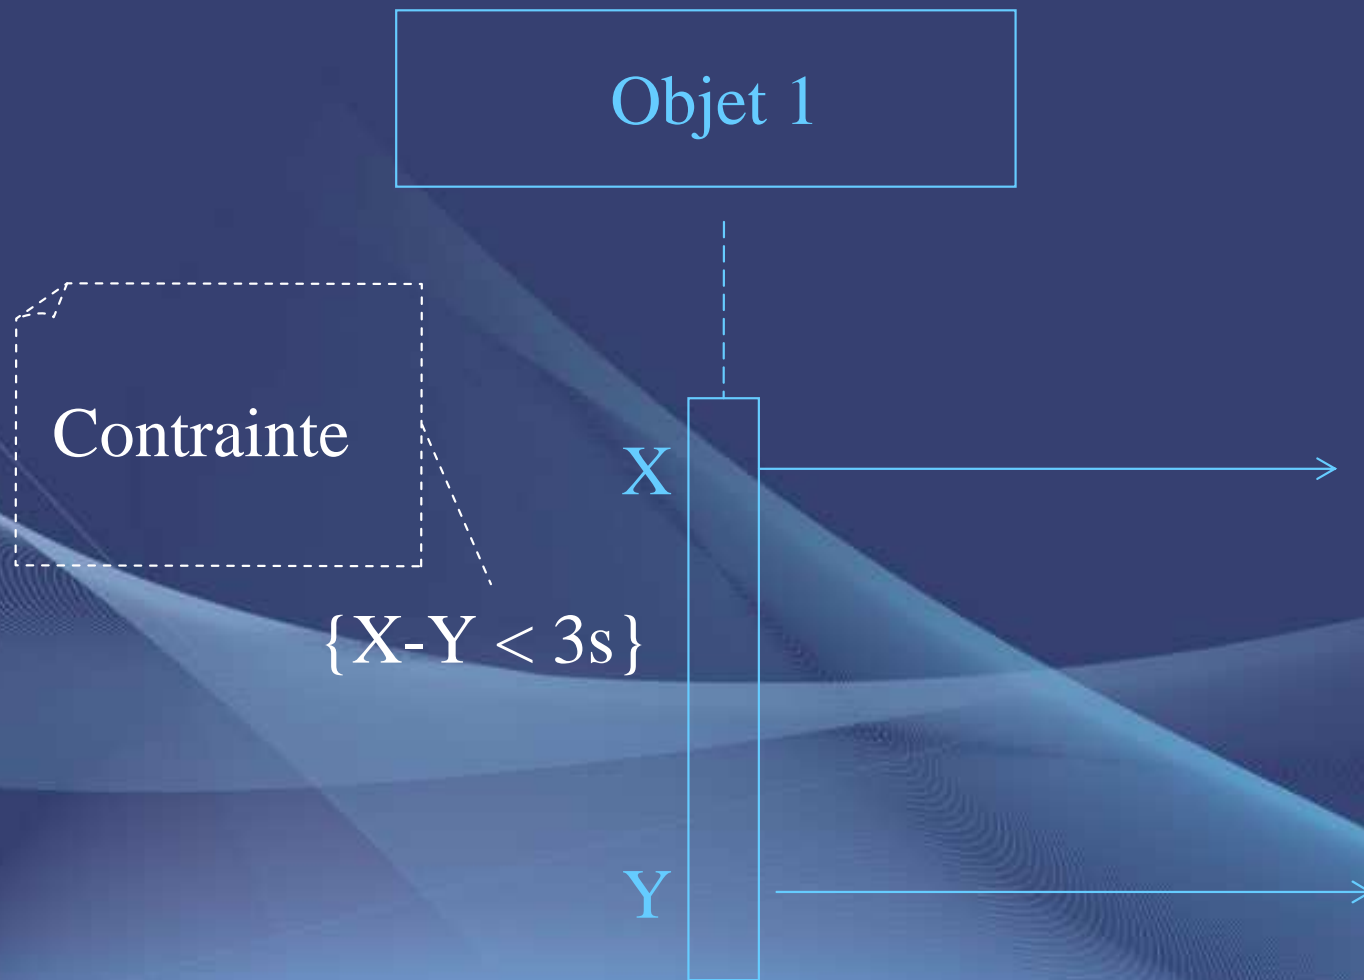 Objet 1
Contrainte
X
{X-Y < 3s}
Y